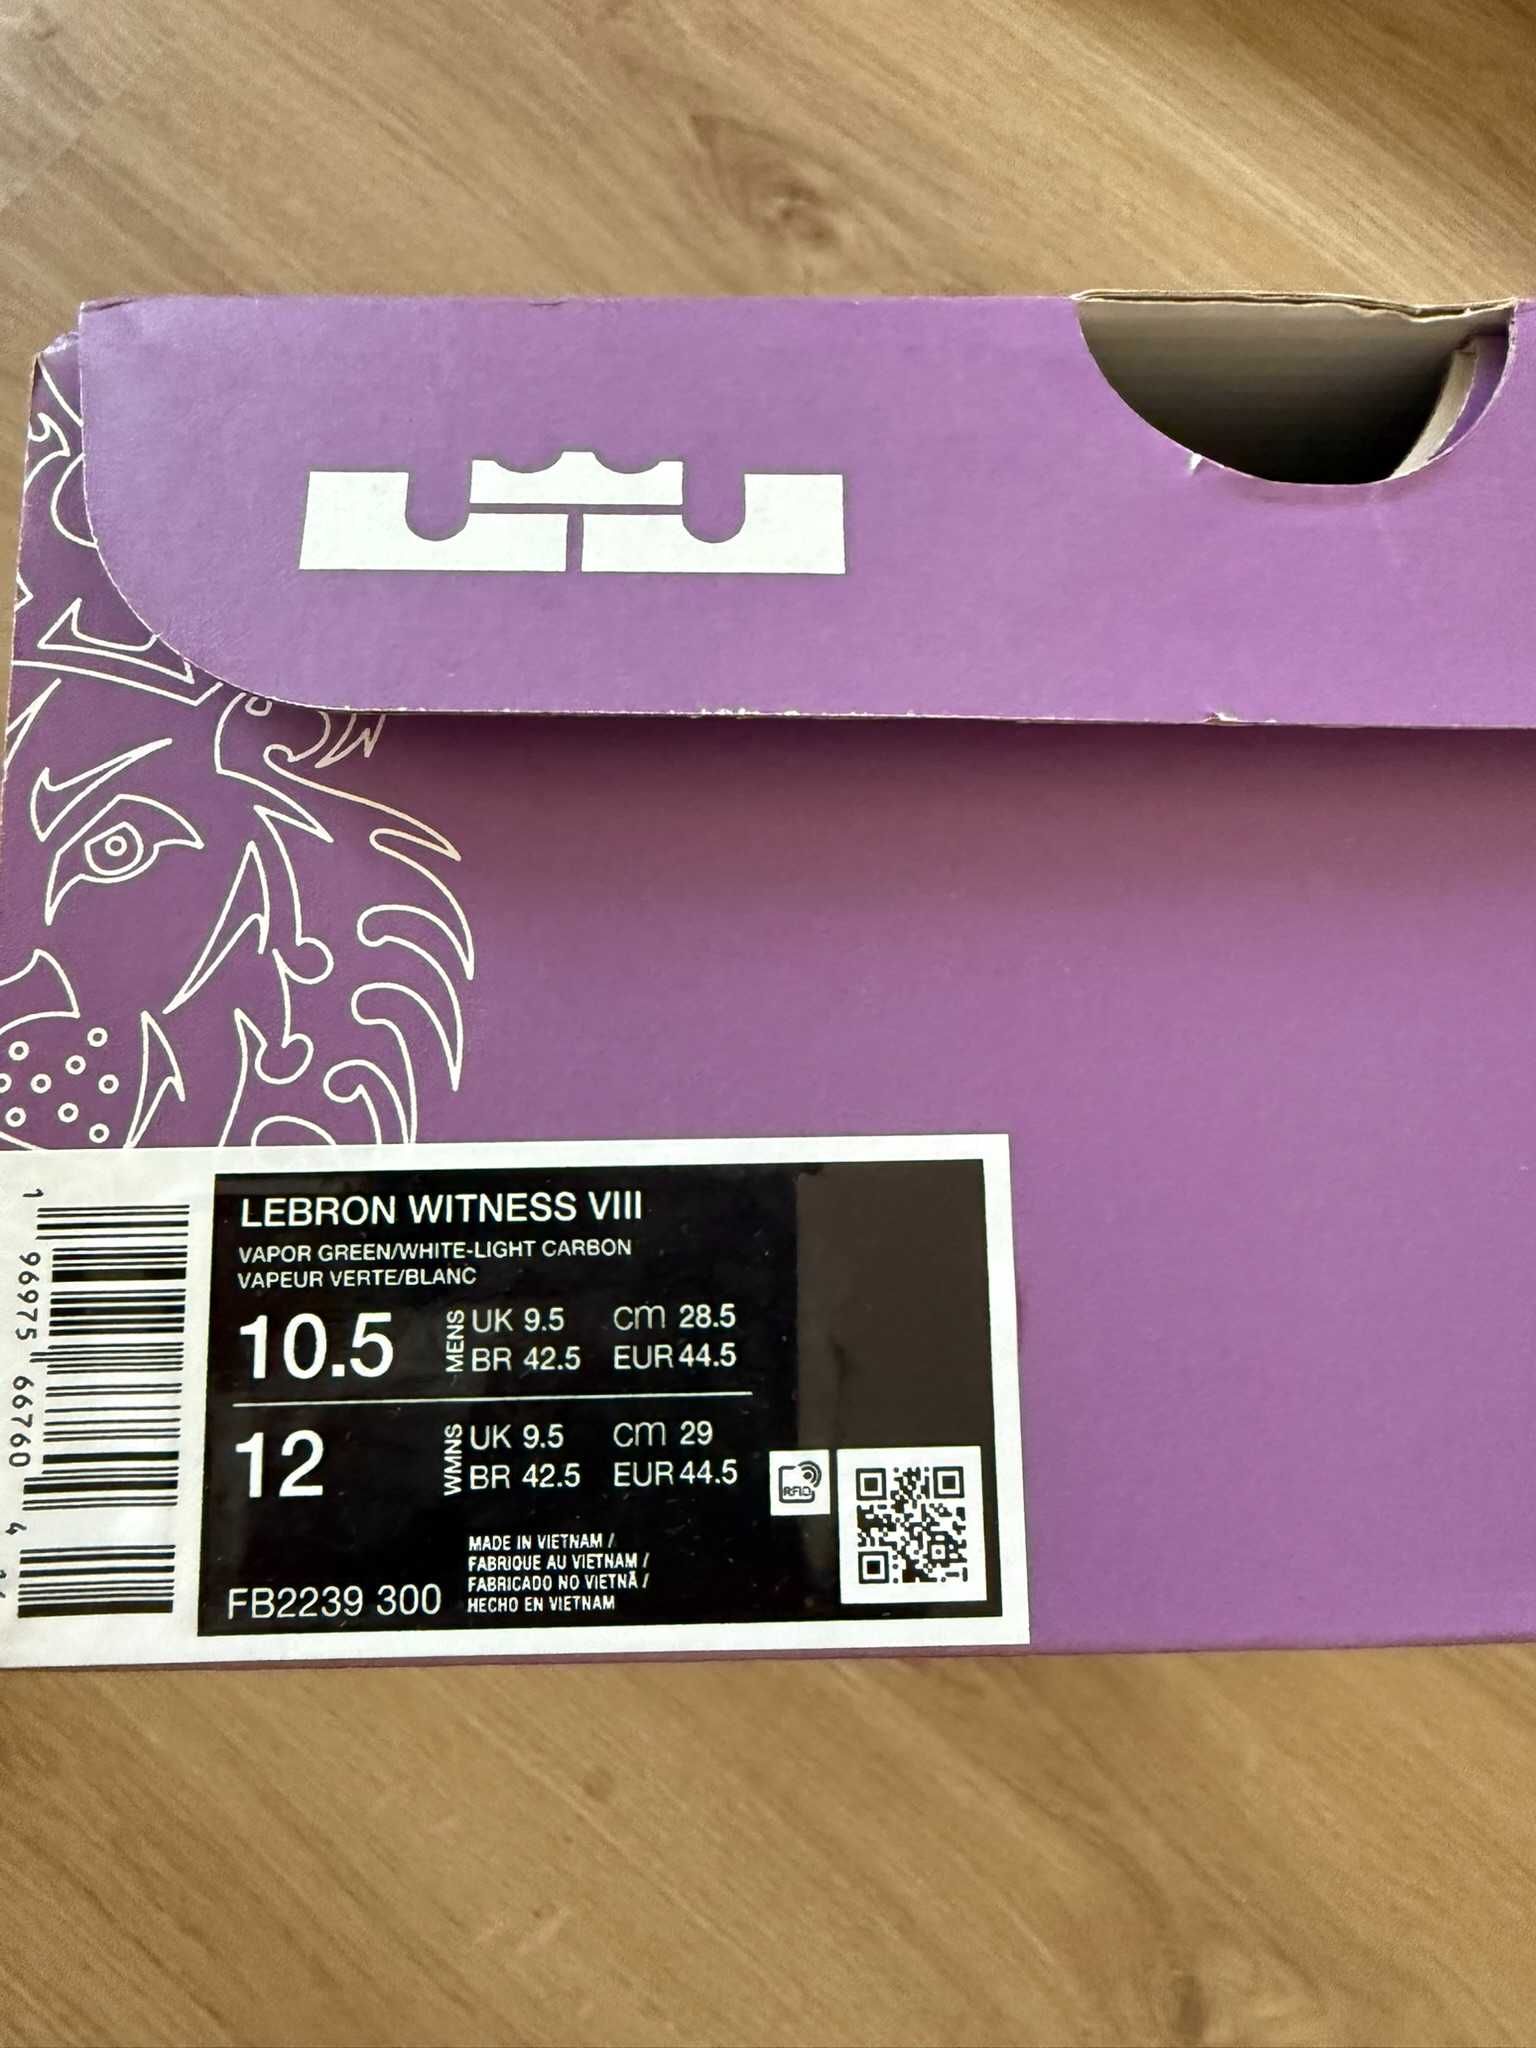 LEBRON WITNESS VIII
VAPOR GREEN/WHITE-LIGHT CARBON
VAPEUR VERTE/BLANC
10.5 MENS UK 9.5 CM 28.5
BR 42.5 EUR 44.5
12 WMNS UK 9.5 CM 29
BR 42.5 EUR 44.5
RFID
MADE IN VIETNAM /
FABRIQUE AU VIETNAM /
FABRICADO NO VIETNÃ /
HECHO EN VIETNAM
FB2239 300
1 96975 66760 4